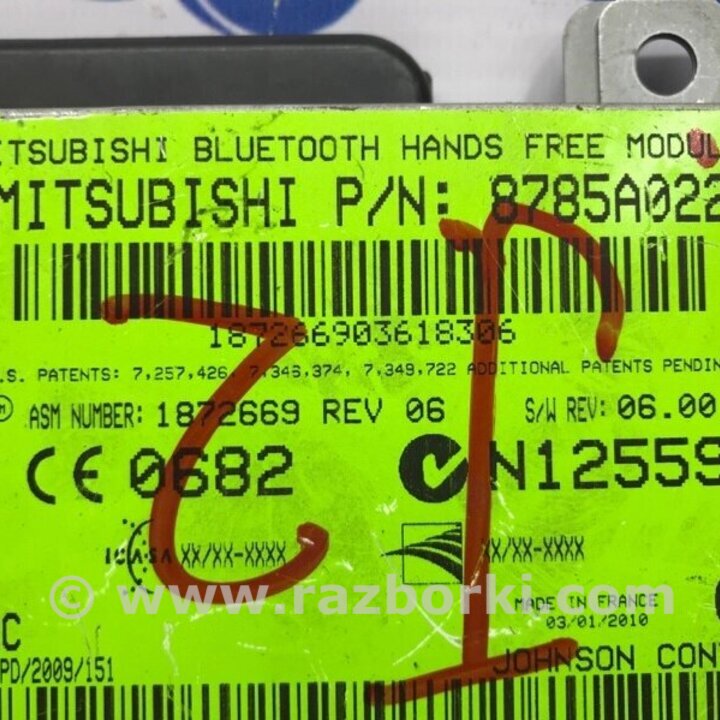 MITSUBISHI BLUETOOTH HANDS FREE MODUL
MITSUBISHI P/N: 8785A022
187266903618306
.S. PATENTS: 7,257,426, 7,346,374, 7,349,722 ADDITIONAL PATENTS PENDIN
ASM NUMBER: 1872669 REV 06 S/W REV: 06.00
CE 0682 N12559
XX/XX-XXXX XX/XX-XXXX
© www.razborki.com
MADE IN FRANCE
03/01/2010
C
PD/2009/151
JOHNSON CON